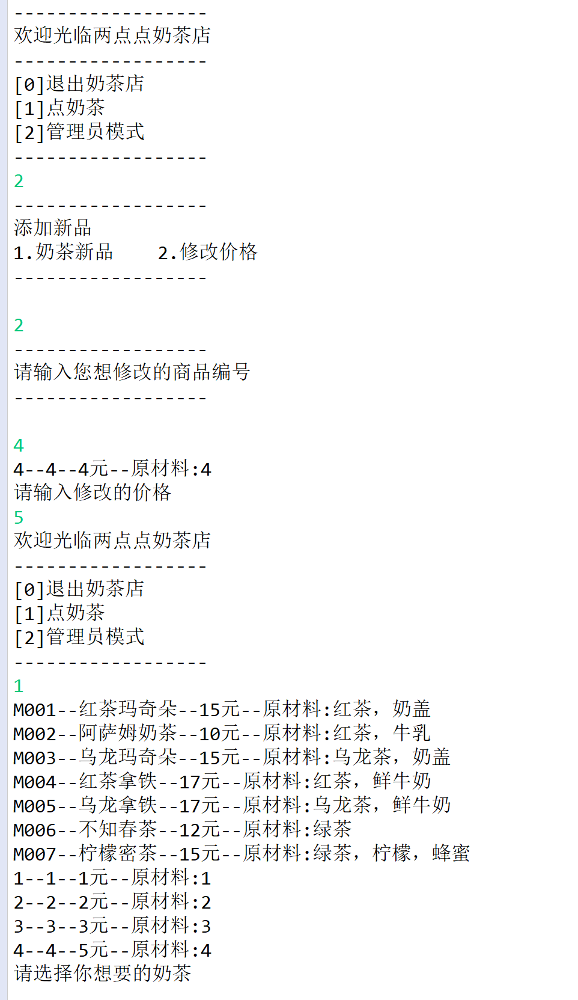 ------------------
欢迎光临两点点奶茶店
------------------
[0]退出奶茶店
[1]点奶茶
[2]管理员模式
------------------
2
------------------
添加新品
1.奶茶新品    2.修改价格
------------------
2
------------------
请输入您想修改的商品编号
------------------
4
4--4--4元--原材料:4
请输入修改的价格
5
欢迎光临两点点奶茶店
------------------
[0]退出奶茶店
[1]点奶茶
[2]管理员模式
------------------
1
M001--红茶玛奇朵--15元--原材料:红茶，奶盖
M002--阿萨姆奶茶--10元--原材料:红茶，牛乳
M003--乌龙玛奇朵--15元--原材料:乌龙茶，奶盖
M004--红茶拿铁--17元--原材料:红茶，鲜牛奶
M005--乌龙拿铁--17元--原材料:乌龙茶，鲜牛奶
M006--不知春茶--12元--原材料:绿茶
M007--柠檬密茶--15元--原材料:绿茶，柠檬，蜂蜜
1--1--1元--原材料:1
2--2--2元--原材料:2
3--3--3元--原材料:3
4--4--5元--原材料:4
请选择你想要的奶茶